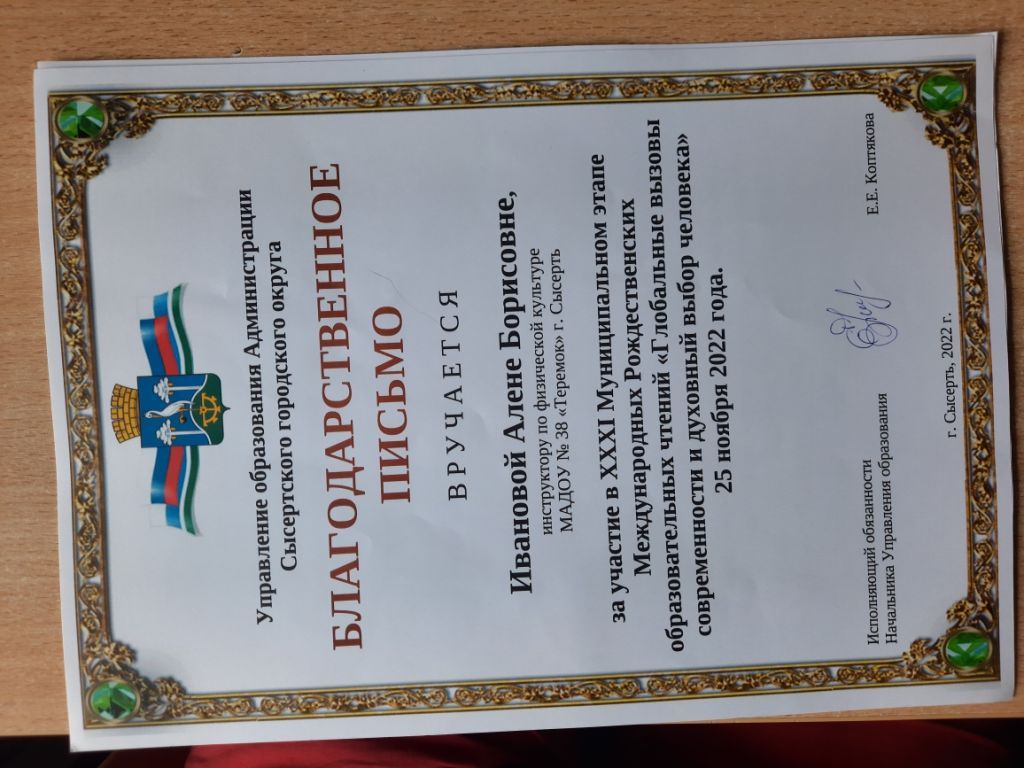 Управление образования Администрации
Сысертского городского округа
БЛАГОДАРСТВЕННОЕ
ПИСЬМО
ВРУЧАЕТСЯ
Ивановой Алене Борисовне,
инструктору по физической культуре
МАДОУ № 38 «Теремок» г. Сысерть
за участие в XXXI Муниципальном этапе
Международных Рождественских
образовательных чтений «Глобальные вызовы
современности и духовный выбор человека»
25 ноября 2022 года.
Исполняющий обязанности
Начальника Управления образования
Е.Е. Коптякова
г. Сысерть, 2022 г.